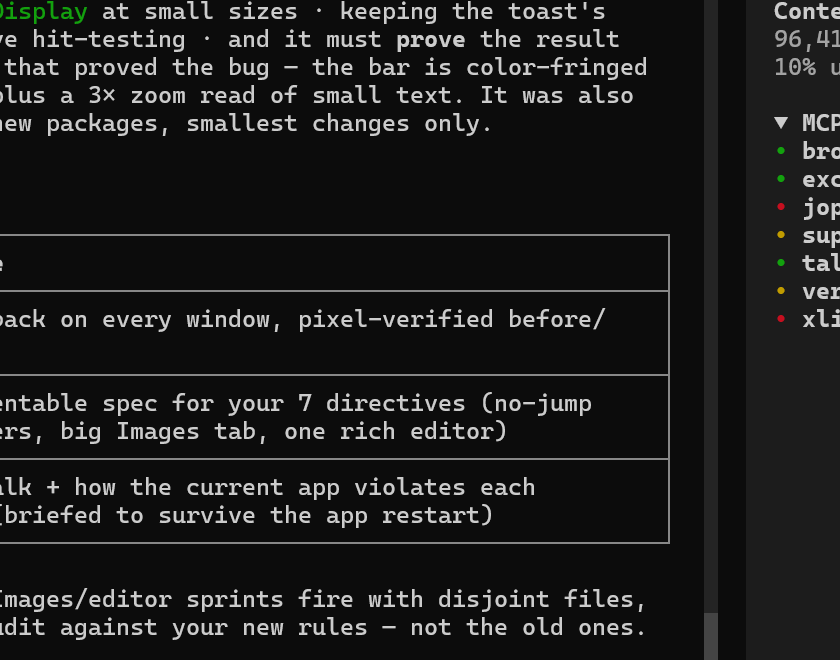 Display at small sizes · keeping the toast's
ve hit-testing · and it must prove the result
that proved the bug — the bar is color-fringed
plus a 3× zoom read of small text. It was also
new packages, smallest changes only.
e
back on every window, pixel-verified before/
entable spec for your 7 directives (no-jump
ers, big Images tab, one rich editor)
alk + how the current app violates each
(briefed to survive the app restart)
Images/editor sprints fire with disjoint files,
udit against your new rules — not the old ones.
Conte
96,41
10% u
▼ MCP
• bro
• exc
• jop
• sup
• tal
• ver
• xli